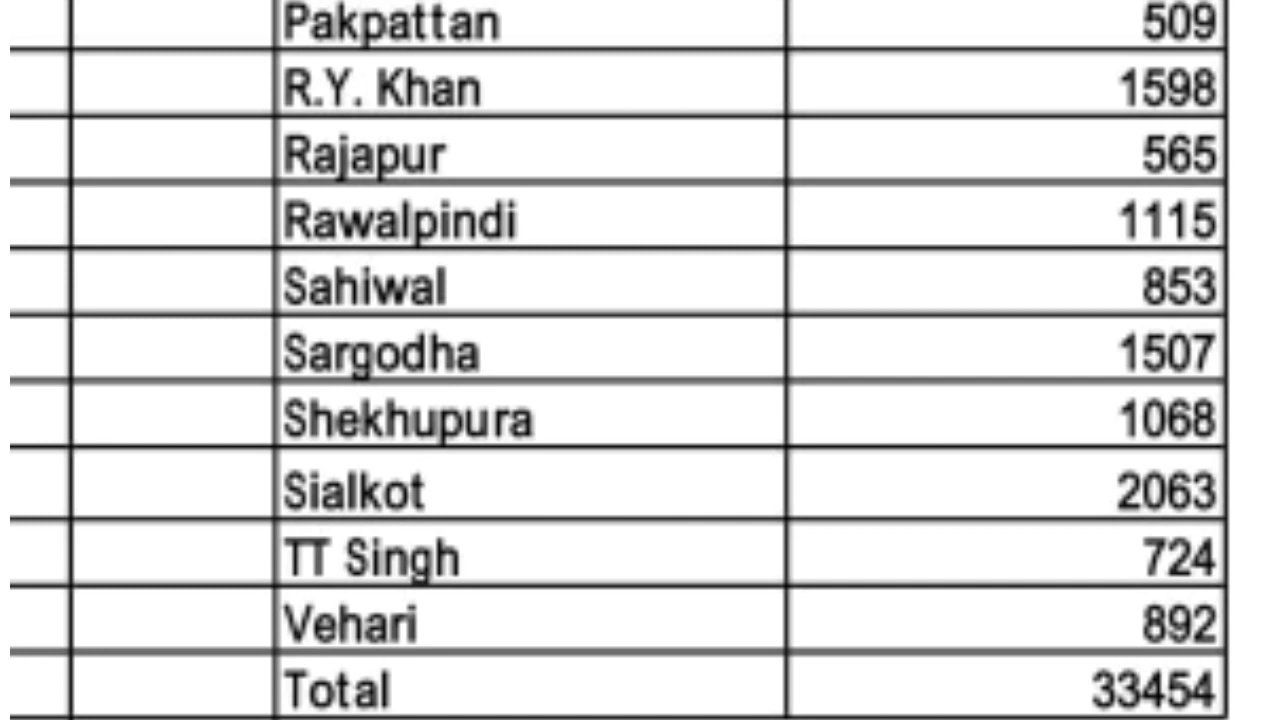 Pakpattan 509
R.Y. Khan 1598
Rajapur 565
Rawalpindi 1115
Sahiwal 853
Sargodha 1507
Shekhupura 1068
Sialkot 2063
TT Singh 724
Vehari 892
Total 33454